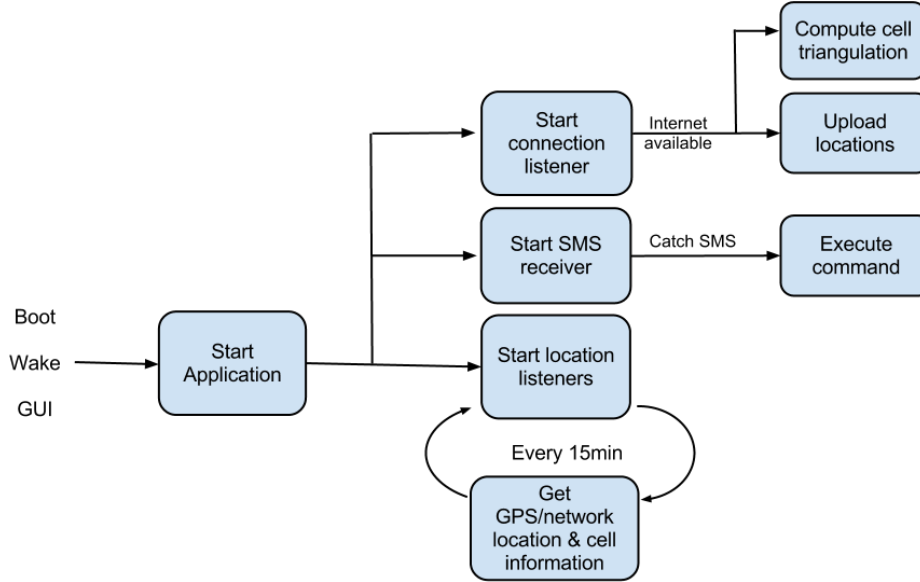 Compute cell
triangulation
Start
connection
listener
Internet
available
Upload
locations
Start SMS
receiver
Catch SMS
Execute
command
Boot
Wake
GUI
Start
Application
Start location
listeners
Every 15min
Get
GPS/network
location & cell
information